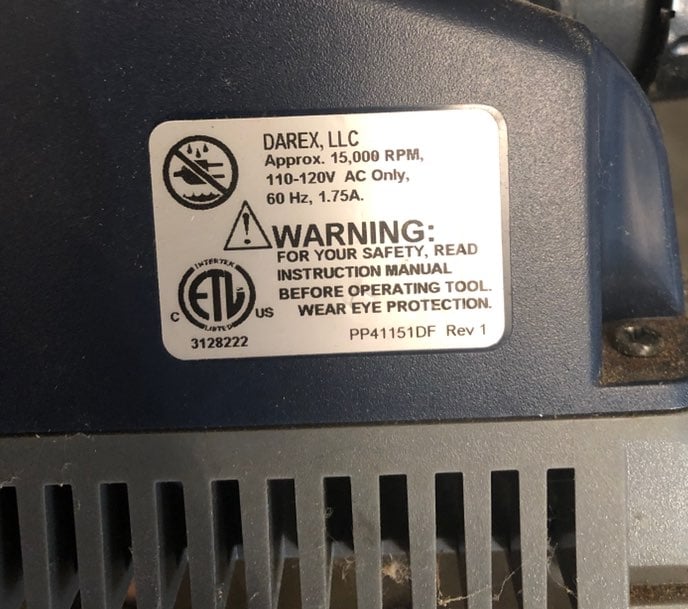 DAREX, LLC
Approx. 15,000 RPM,
110-120V AC Only,
60 Hz, 1.75A.
WARNING:
FOR YOUR SAFETY, READ
INSTRUCTION MANUAL
BEFORE OPERATING TOOL.
WEAR EYE PROTECTION.
INTERTEK
C ETL US
LISTED
3128222
PP41151DF Rev 1